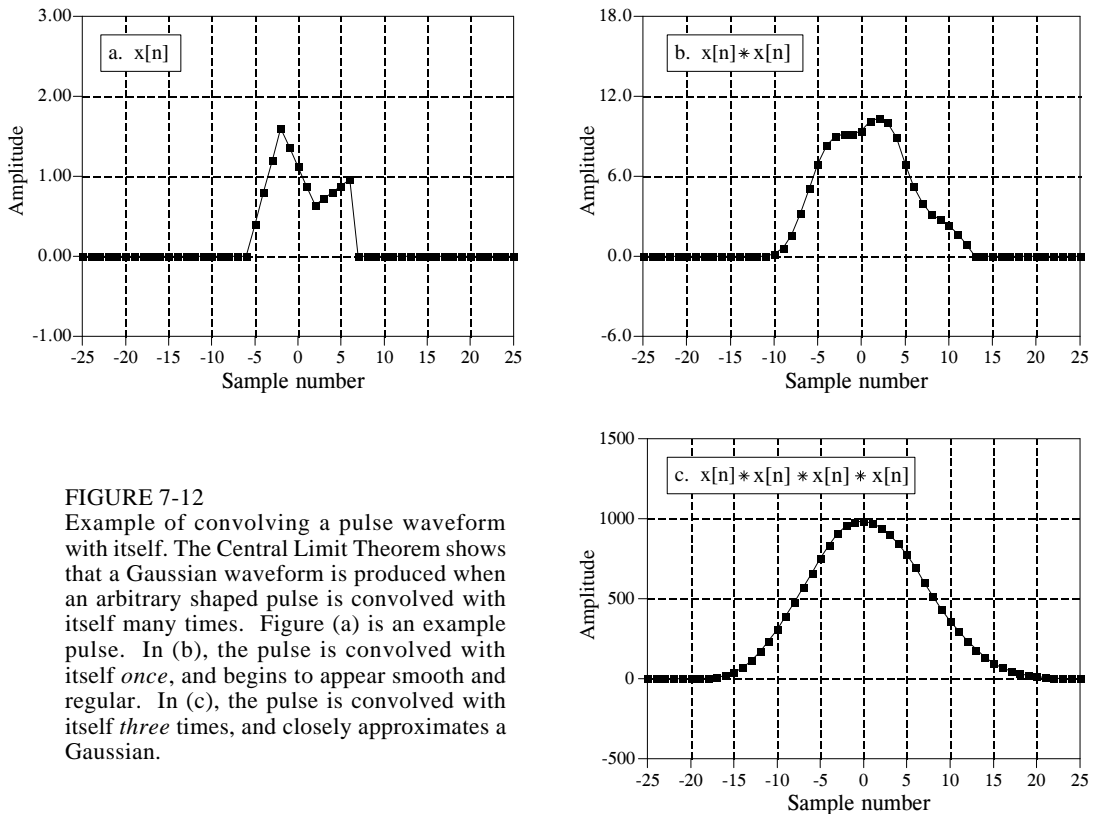 3.00
2.00
1.00
0.00
-1.00
Amplitude
a. x[n]
-25 -20 -15 -10 -5 0 5 10 15 20 25
Sample number
18.0
12.0
6.0
0.0
-6.0
Amplitude
b. x[n]∗x[n]
-25 -20 -15 -10 -5 0 5 10 15 20 25
Sample number
FIGURE 7-12
Example of convolving a pulse waveform
with itself. The Central Limit Theorem shows
that a Gaussian waveform is produced when
an arbitrary shaped pulse is convolved with
itself many times. Figure (a) is an example
pulse. In (b), the pulse is convolved with
itself once, and begins to appear smooth and
regular. In (c), the pulse is convolved with
itself three times, and closely approximates a
Gaussian.
1500
1000
500
0
-500
Amplitude
c. x[n]∗x[n] ∗ x[n] ∗ x[n]
-25 -20 -15 -10 -5 0 5 10 15 20 25
Sample number